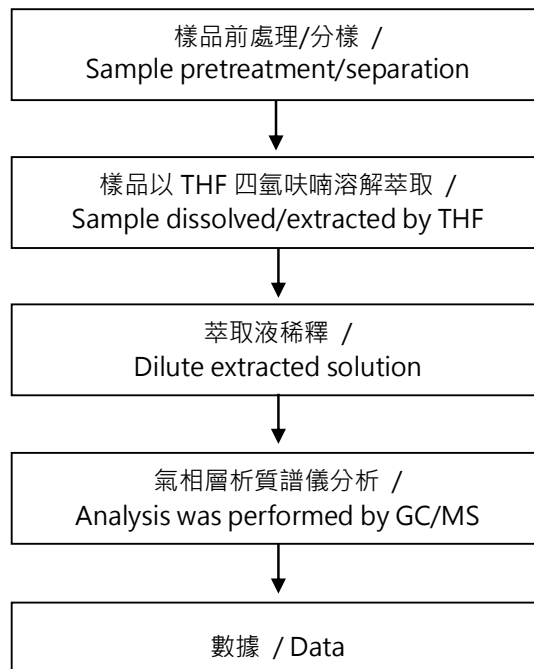 樣品前處理/分樣 /
Sample pretreatment/separation
樣品以 THF 四氫呋喃溶解萃取 /
Sample dissolved/extracted by THF
萃取液稀釋 /
Dilute extracted solution
氣相層析質譜儀分析 /
Analysis was performed by GC/MS
數據 / Data